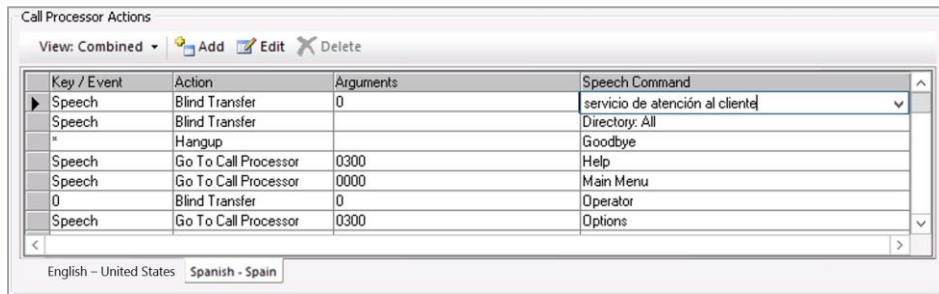 Call Processor Actions
View: Combined Add Edit Delete
Key / Event Action Arguments Speech Command
Speech Blind Transfer 0 servicio de atención al cliente
Speech Blind Transfer Directory: All
* Hangup Goodbye
Speech Go To Call Processor 0300 Help
Speech Go To Call Processor 0000 Main Menu
0 Blind Transfer 0 Operator
Speech Go To Call Processor 0300 Options
English – United States Spanish - Spain